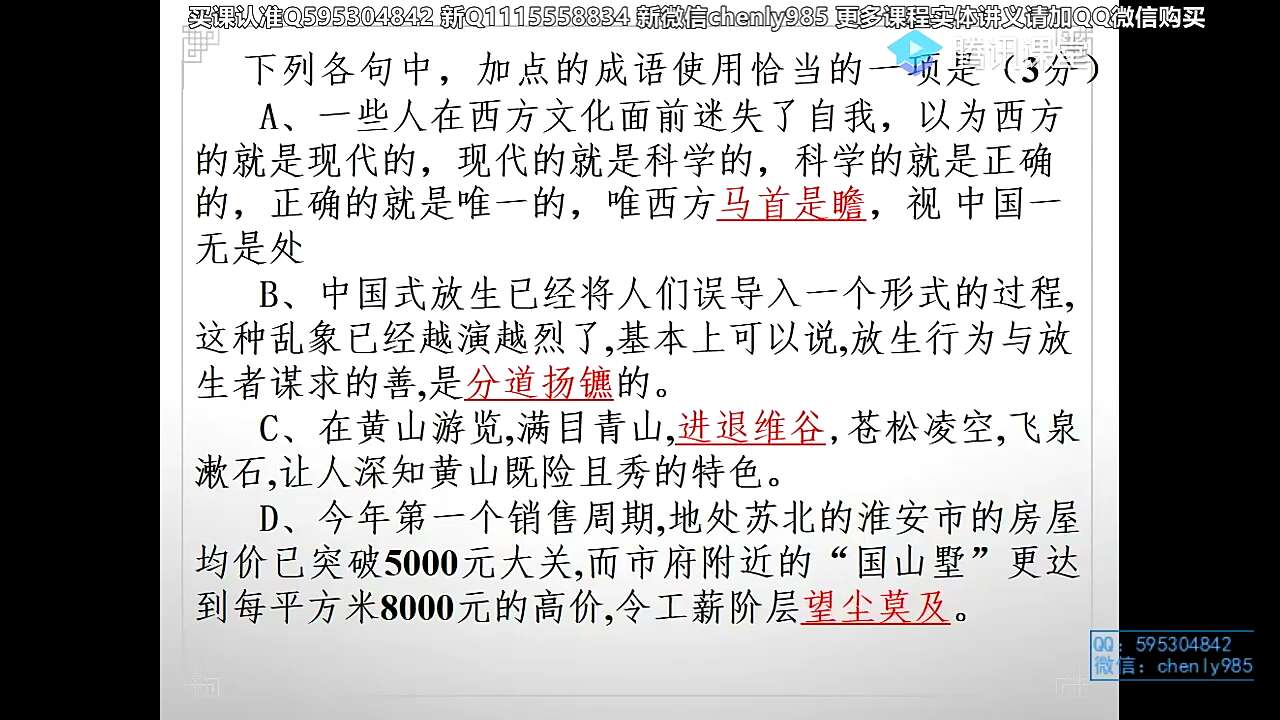 买课认准Q595304842 新Q1115558834 新微信chenly985 更多课程实体讲义请加QQ微信购买
腾讯课堂
下列各句中，加点的成语使用恰当的一项是（3分）
A、一些人在西方文化面前迷失了自我，以为西方
的就是现代的，现代的就是科学的，科学的就是正确
的，正确的就是唯一的，唯西方马首是瞻，视 中国一
无是处
B、中国式放生已经将人们误导入一个形式的过程,
这种乱象已经越演越烈了,基本上可以说,放生行为与放
生者谋求的善,是分道扬镳的。
C、在黄山游览,满目青山,进退维谷,苍松凌空,飞泉
漱石,让人深知黄山既险且秀的特色。
D、今年第一个销售周期,地处苏北的淮安市的房屋
均价已突破5000元大关,而市府附近的“国山墅”更达
到每平方米8000元的高价,令工薪阶层望尘莫及。
QQ：595304842
微信：chenly985